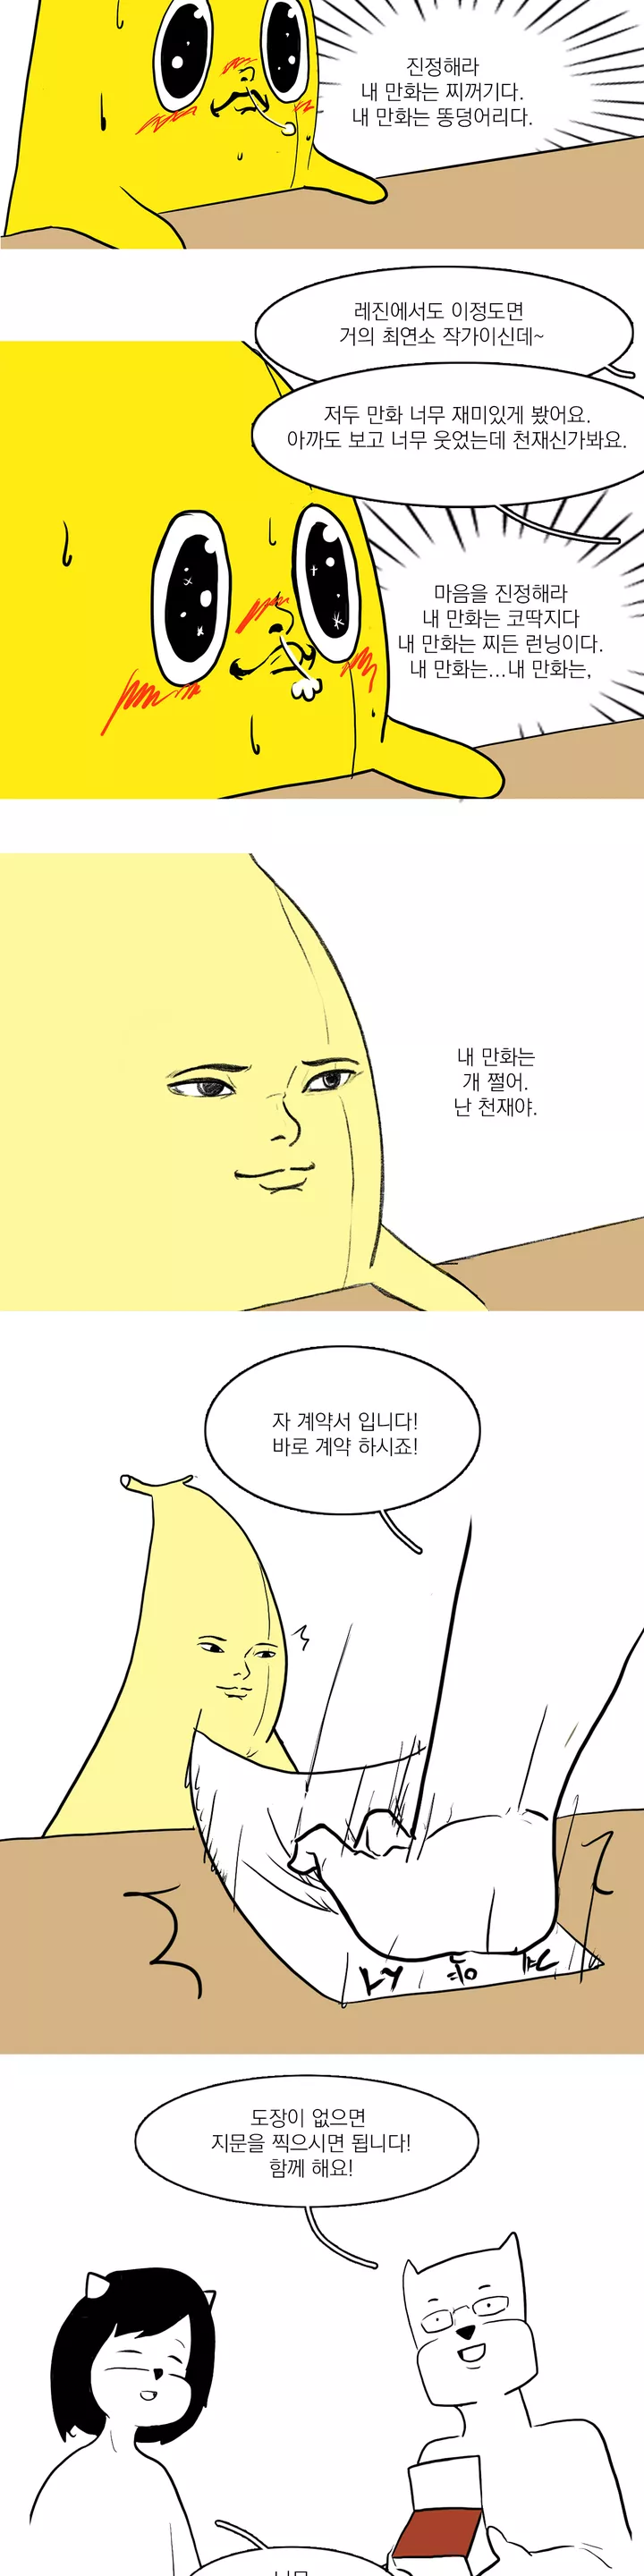 진정해라
내 만화는 찌꺼기다.
내 만화는 똥덩어리다.
레진에서도 이정도면
거의 최연소 작가이신데~
저두 만화 너무 재미있게 봤어요.
아까도 보고 너무 웃었는데 천재신가봐요.
마음을 진정해라
내 만화는 코딱지다
내 만화는 찌든 런닝이다.
내 만화는...내 만화는,
내 만화는
개 쩔어.
난 천재야.
자 계약서 입니다!
바로 계약 하시죠!
도장이 없으면
지문을 찍으시면 됩니다!
함께 해요!